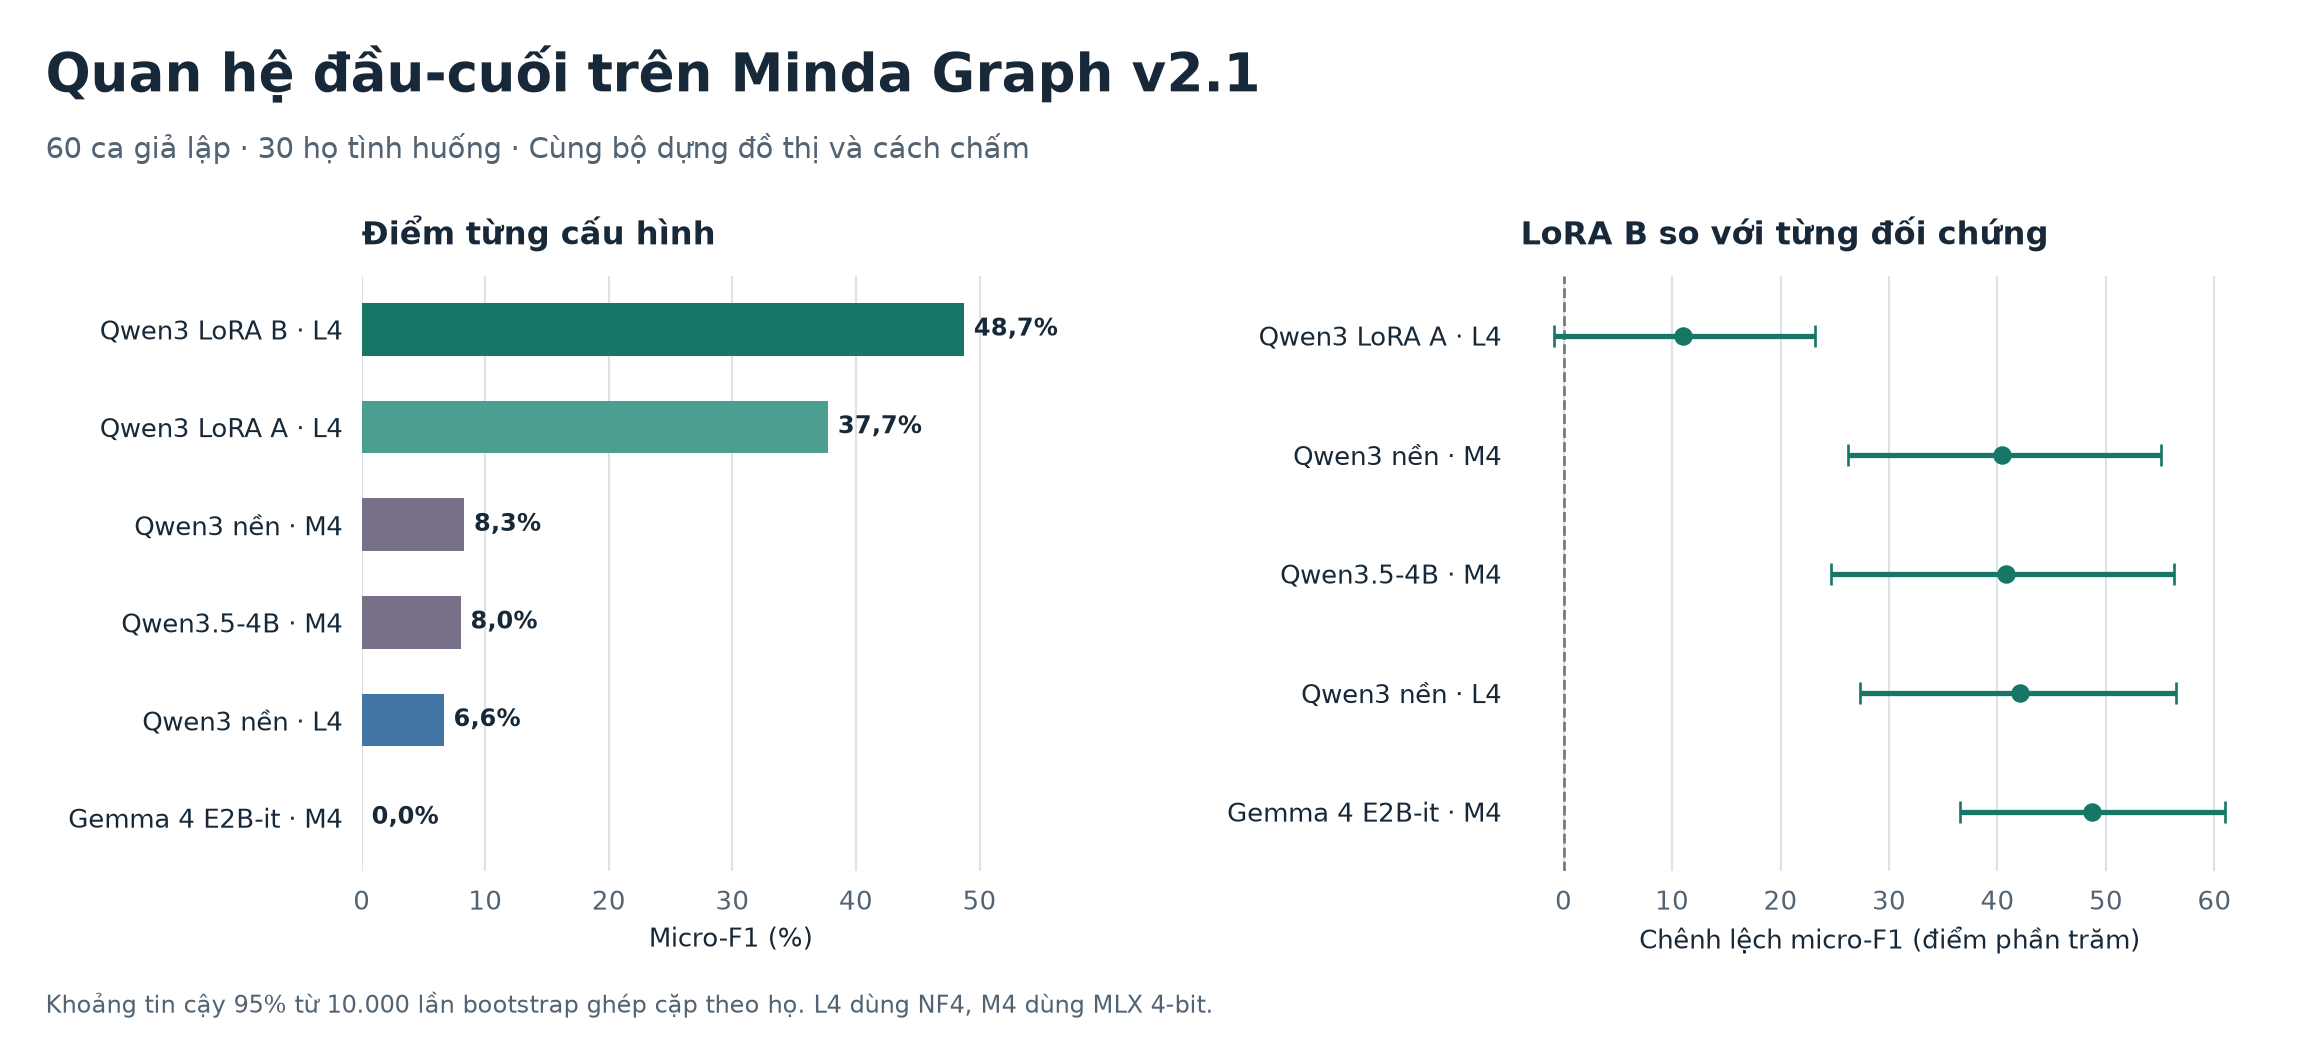 Quan hệ đầu-cuối trên Minda Graph v2.1
60 ca giả lập · 30 họ tình huống · Cùng bộ dựng đồ thị và cách chấm
Điểm từng cấu hình
Qwen3 LoRA B · L4
48,7%
Qwen3 LoRA A · L4
37,7%
Qwen3 nền · M4
8,3%
Qwen3.5-4B · M4
8,0%
Qwen3 nền · L4
6,6%
Gemma 4 E2B-it · M4
0,0%
0 10 20 30 40 50
Micro-F1 (%)
LoRA B so với từng đối chứng
Qwen3 LoRA A · L4
Qwen3 nền · M4
Qwen3.5-4B · M4
Qwen3 nền · L4
Gemma 4 E2B-it · M4
0 10 20 30 40 50 60
Chênh lệch micro-F1 (điểm phần trăm)
Khoảng tin cậy 95% từ 10.000 lần bootstrap ghép cặp theo họ. L4 dùng NF4, M4 dùng MLX 4-bit.